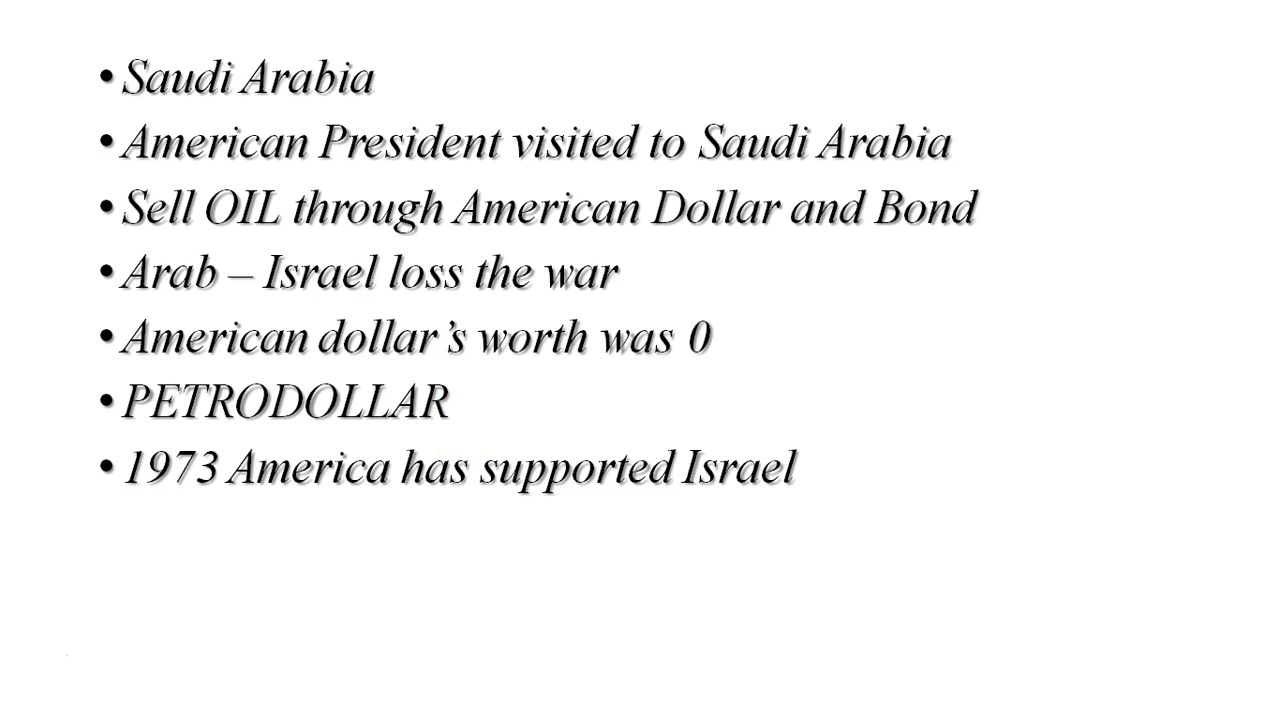 • Saudi Arabia
• American President visited to Saudi Arabia
• Sell OIL through American Dollar and Bond
• Arab – Israel loss the war
• American dollar’s worth was 0
• PETRODOLLAR
• 1973 America has supported Israel